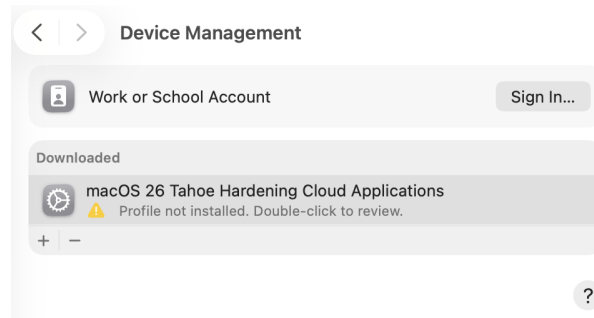 Device Management
Work or School Account
Sign In...
Downloaded
macOS 26 Tahoe Hardening Cloud Applications
Profile not installed. Double-click to review.
+ −
?